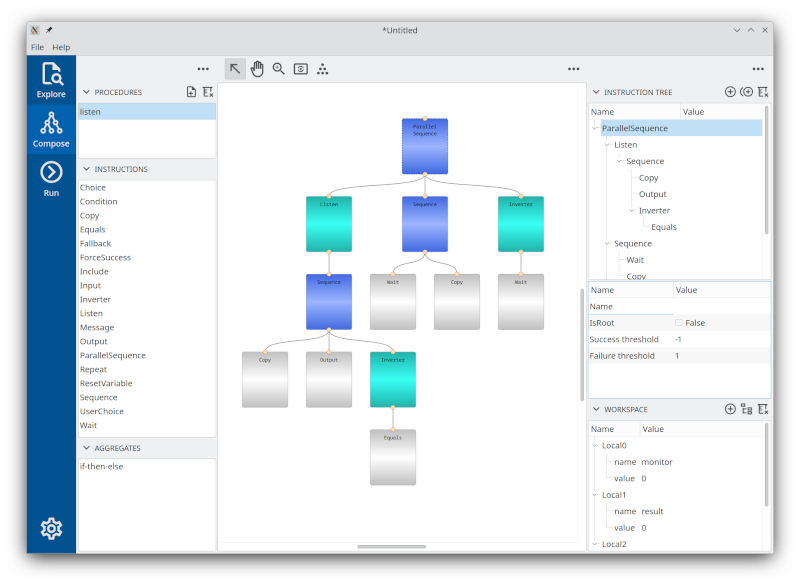 *Untitled
File Help
Explore
Compose
Run
PROCEDURES
listen
INSTRUCTIONS
Choice
Condition
Copy
Equals
Fallback
ForceSuccess
Include
Input
Inverter
Listen
Message
Output
ParallelSequence
Repeat
ResetVariable
Sequence
UserChoice
Wait
AGGREGATES
if-then-else
Parallel
Sequence
Listen Sequence Inverter
Sequence Wait Copy Wait
Copy Output Inverter
Equals
INSTRUCTION TREE
Name Value
ParallelSequence
Listen
Sequence
Copy
Output
Inverter
Equals
Sequence
Wait
Copy
Name Value
Name
IsRoot False
Success threshold -1
Failure threshold 1
WORKSPACE
Name Value
Local0
name monitor
value 0
Local1
name result
value 0
Local2